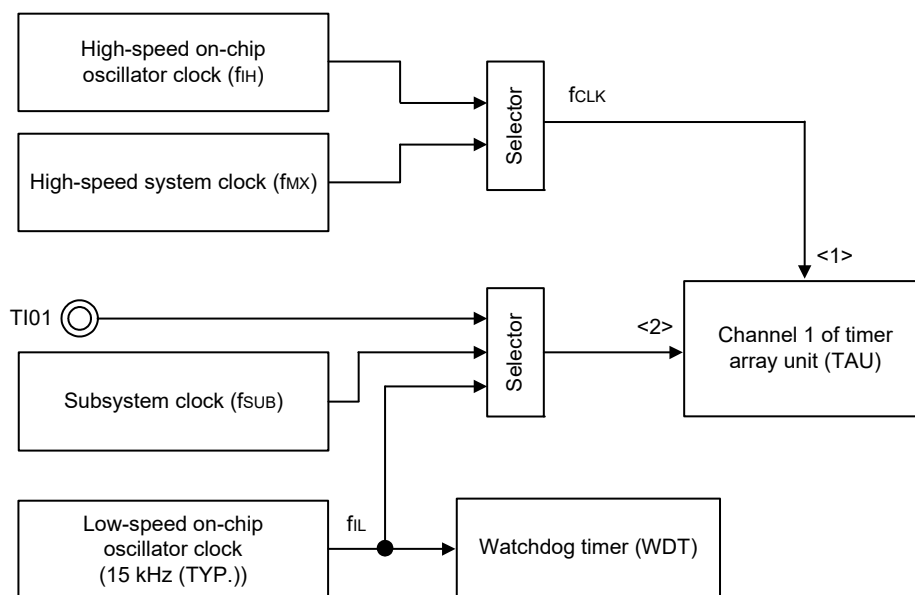 High-speed on-chip
oscillator clock (fIH)
Selector
fCLK
High-speed system clock (fMX)
<1>
TI01
Selector
<2>
Channel 1 of timer
array unit (TAU)
Subsystem clock (fSUB)
Low-speed on-chip
oscillator clock
(15 kHz (TYP.))
fIL
Watchdog timer (WDT)